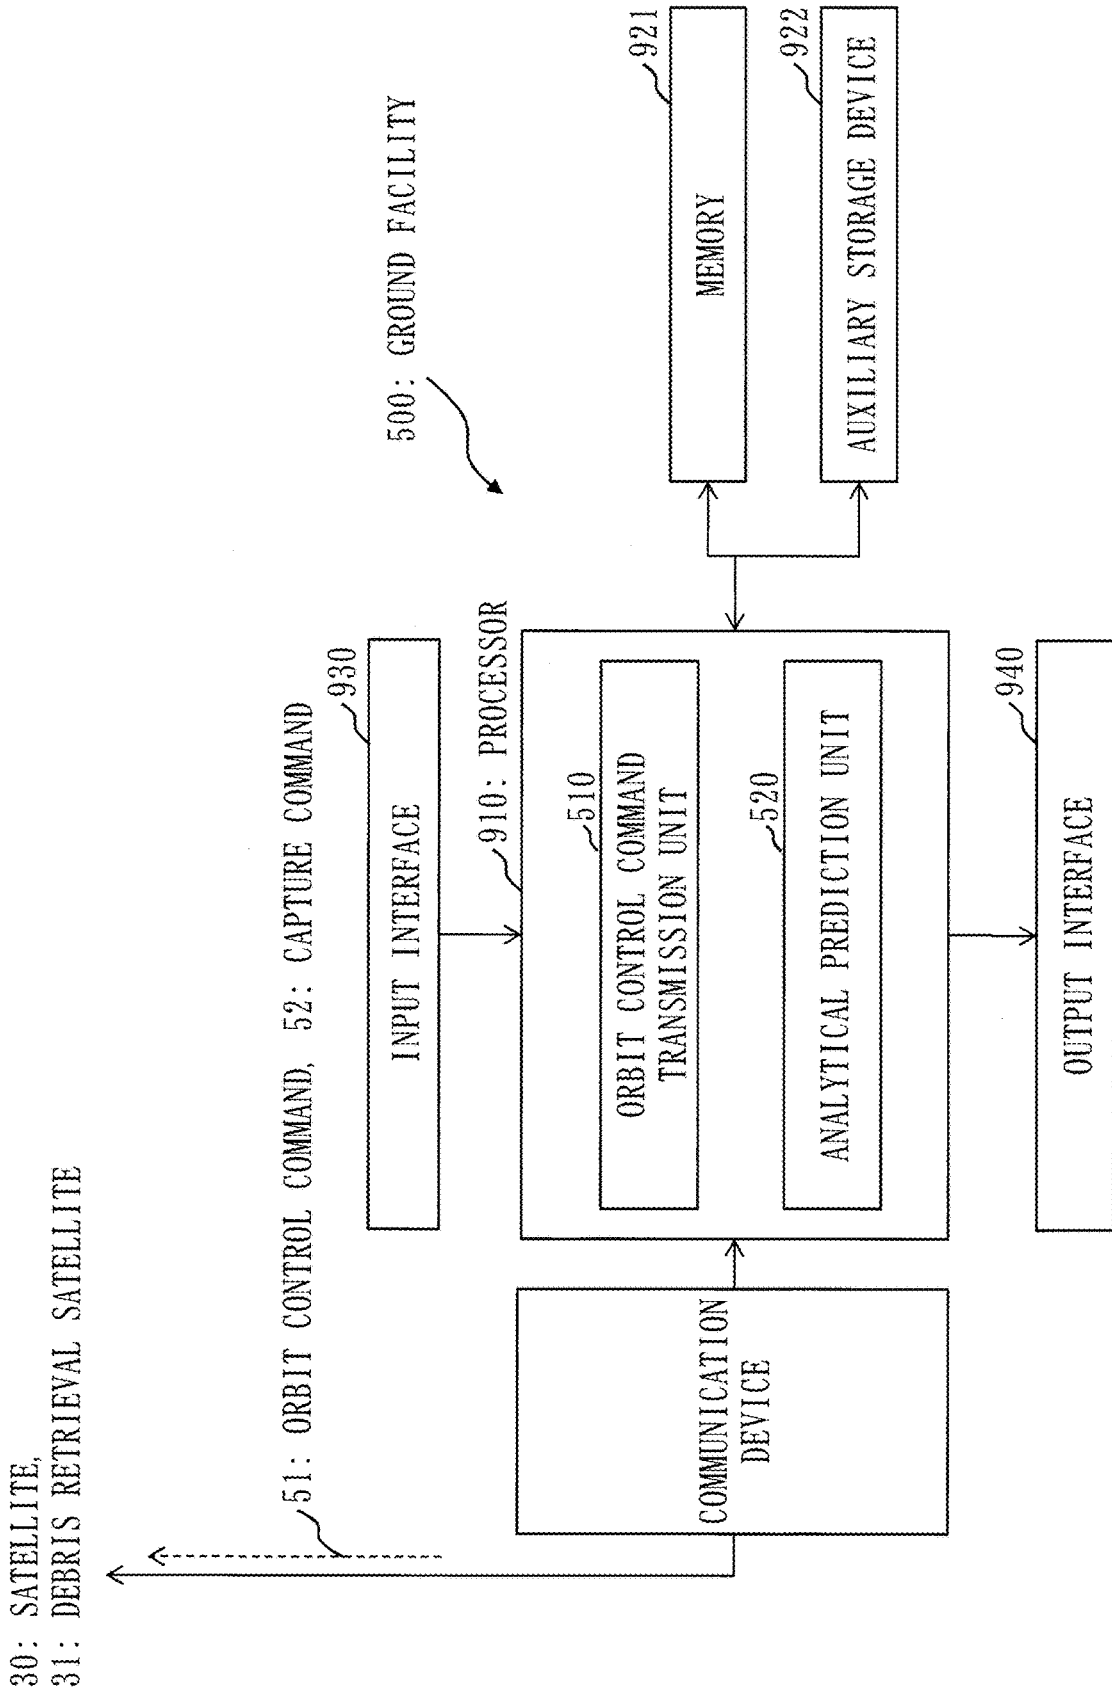 30: SATELLITE,
31: DEBRIS RETRIEVAL SATELLITE
51: ORBIT CONTROL COMMAND, 52: CAPTURE COMMAND
500: GROUND FACILITY
930
INPUT INTERFACE
910: PROCESSOR
510
ORBIT CONTROL COMMAND
TRANSMISSION UNIT
520
ANALYTICAL PREDICTION UNIT
COMMUNICATION
DEVICE
921
MEMORY
922
AUXILIARY STORAGE DEVICE
940
OUTPUT INTERFACE